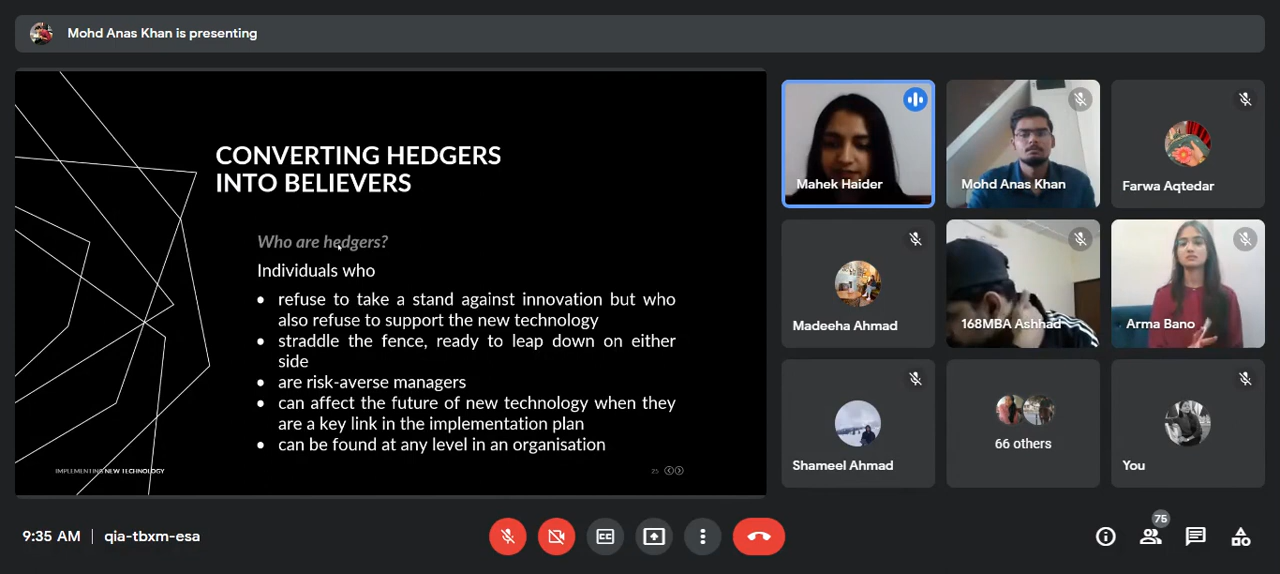 Mohd Anas Khan is presenting
CONVERTING HEDGERS
INTO BELIEVERS
Who are hedgers?
Individuals who
• refuse to take a stand against innovation but who
also refuse to support the new technology
• straddle the fence, ready to leap down on either
side
• are risk-averse managers
• can affect the future of new technology when they
are a key link in the implementation plan
• can be found at any level in an organisation
IMPLEMENTING NEW TECHNOLOGY
25
Mahek Haider
Mohd Anas Khan
Farwa Aqtedar
Madeeha Ahmad
168MBA Ashhad
Arma Bano
Shameel Ahmad
66 others
You
9:35 AM | qia-tbxm-esa
CC
75